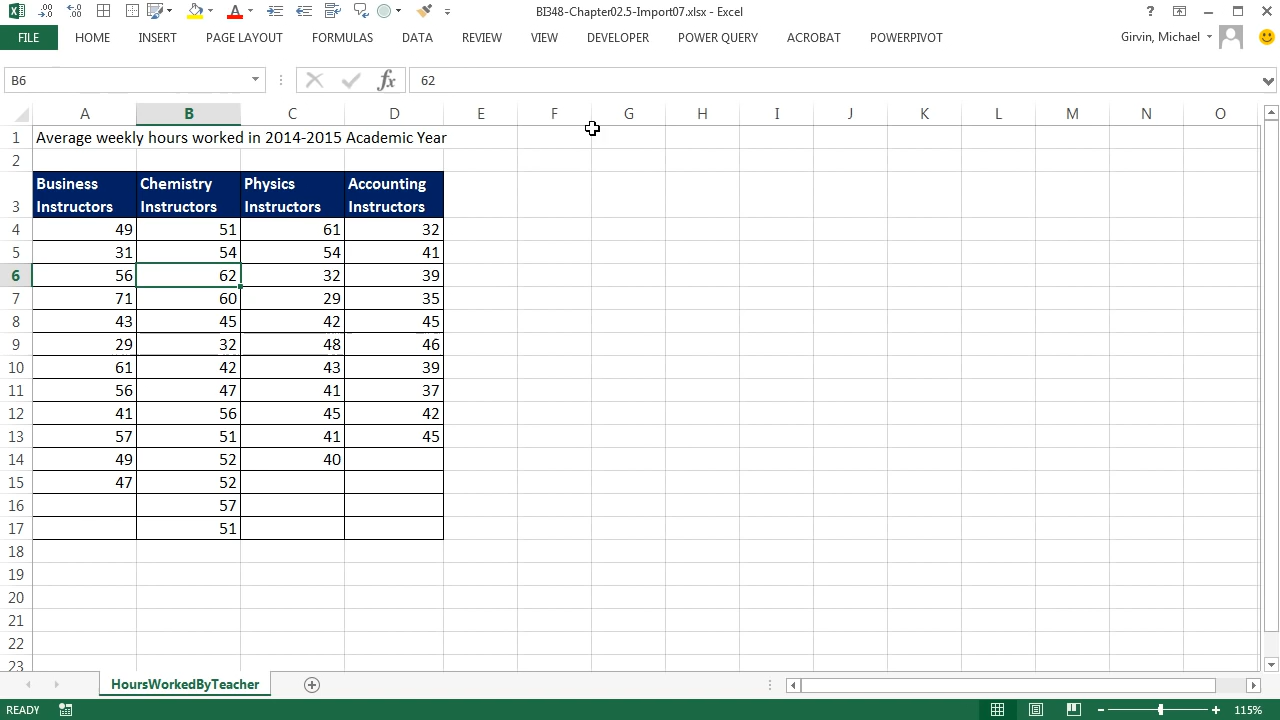 BI348-Chapter02.5-Import07.xlsx - Excel
FILE HOME INSERT PAGE LAYOUT FORMULAS DATA REVIEW VIEW DEVELOPER POWER QUERY ACROBAT POWERPIVOT Girvin, Michael
B6 fx 62
A B C D E F G H I J K L M N O
1 Average weekly hours worked in 2014-2015 Academic Year
2
Business Chemistry Physics Accounting
3 Instructors Instructors Instructors Instructors
4 49 51 61 32
5 31 54 54 41
6 56 62 32 39
7 71 60 29 35
8 43 45 42 45
9 29 32 48 46
10 61 42 43 39
11 56 47 41 37
12 41 56 45 42
13 57 51 41 45
14 49 52 40
15 47 52
16 57
17 51
18
19
20
21
22
23
HoursWorkedByTeacher
READY 115%